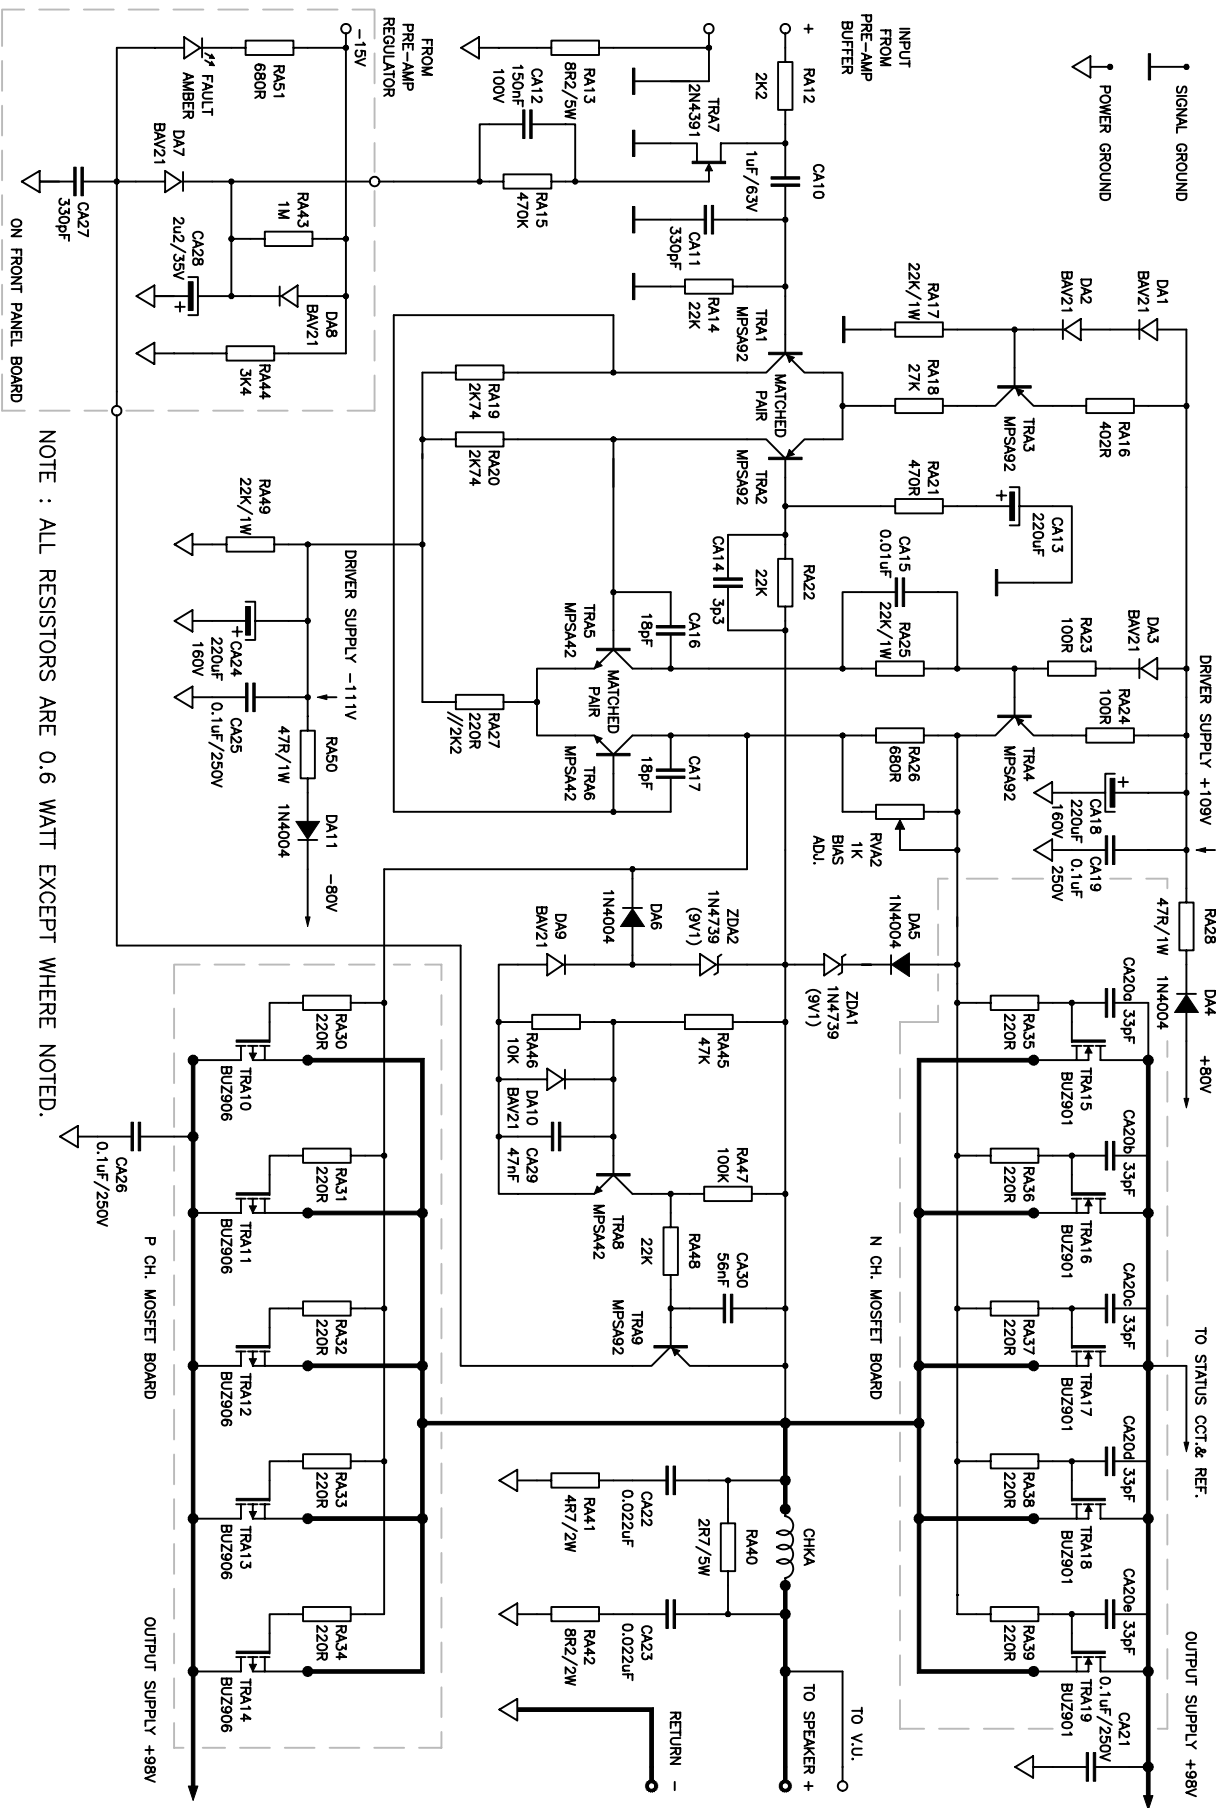 SIGNAL GROUND
POWER GROUND
INPUT
FROM
PRE-AMP
BUFFER
+
RA12
2K2
CA10
1uF/63V
TRA7
2N4391
RA13
8R2/5W
CA12
150nF
100V
RA15
470K
CA11
330pF
RA14
22K
FROM
PRE-AMP
REGULATOR
-15V
RA51
680R
FAULT
AMBER
DA7
BAV21
CA27
330pF
RA43
1M
CA28
2u2/35V
+
DA8
BAV21
RA44
3K4
ON FRONT PANEL BOARD
DA1
BAV21
DA2
BAV21
RA17
22K/1W
RA18
27K
TRA3
MPSA92
RA16
402R
TRA1
MPSA92
MATCHED
PAIR
TRA2
MPSA92
RA19
2K74
RA20
2K74
RA21
470R
+
CA13
220uF
RA22
22K
CA14
3p3
CA15
0.01uF
RA25
22K/1W
DA3
BAV21
RA23
100R
RA24
100R
TRA4
MPSA92
DRIVER SUPPLY +109V
+
CA18
220uF
160V
CA19
0.1uF
250V
RA28
47R/1W
DA4
1N4004
+80V
CA16
18pF
TRA5
MPSA42
MATCHED
PAIR
TRA6
MPSA42
CA17
18pF
RA27
220R
//2K2
RA26
680R
RVA2
1K
BIAS
ADJ.
RA49
22K/1W
DRIVER SUPPLY -111V
+
CA24
220uF
160V
CA25
0.1uF/250V
RA50
47R/1W
DA11
1N4004
-80V
DA5
1N4004
ZDA1
1N4739
(9V1)
ZDA2
1N4739
(9V1)
DA6
1N4004
DA9
BAV21
RA45
47K
RA46
10K
DA10
BAV21
CA29
47nF
TRA8
MPSA42
RA47
100K
RA48
22K
CA30
56nF
TRA9
MPSA92
CA20a
33pF
RA35
220R
TRA15
BUZ901
CA20b
33pF
RA36
220R
TRA16
BUZ901
CA20c
33pF
RA37
220R
TRA17
BUZ901
CA20d
33pF
RA38
220R
TRA18
BUZ901
CA20e
33pF
RA39
220R
TRA19
BUZ901
TO STATUS CCT.& REF.
OUTPUT SUPPLY +98V
CA21
0.1uF/250V
N CH. MOSFET BOARD
RA30
220R
TRA10
BUZ906
RA31
220R
TRA11
BUZ906
RA32
220R
TRA12
BUZ906
RA33
220R
TRA13
BUZ906
RA34
220R
TRA14
BUZ906
CA26
0.1uF/250V
P CH. MOSFET BOARD
OUTPUT SUPPLY +98V
CHKA
RA40
2R7/5W
CA22
0.022uF
RA41
4R7/2W
CA23
0.022uF
RA42
8R2/2W
TO V.U.
TO SPEAKER +
RETURN -
NOTE : ALL RESISTORS ARE 0.6 WATT EXCEPT WHERE NOTED.